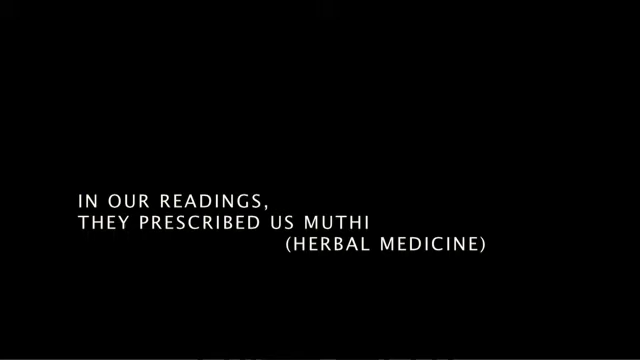 IN OUR READINGS,
THEY PRESCRIBED US MUTHI
(HERBAL MEDICINE)